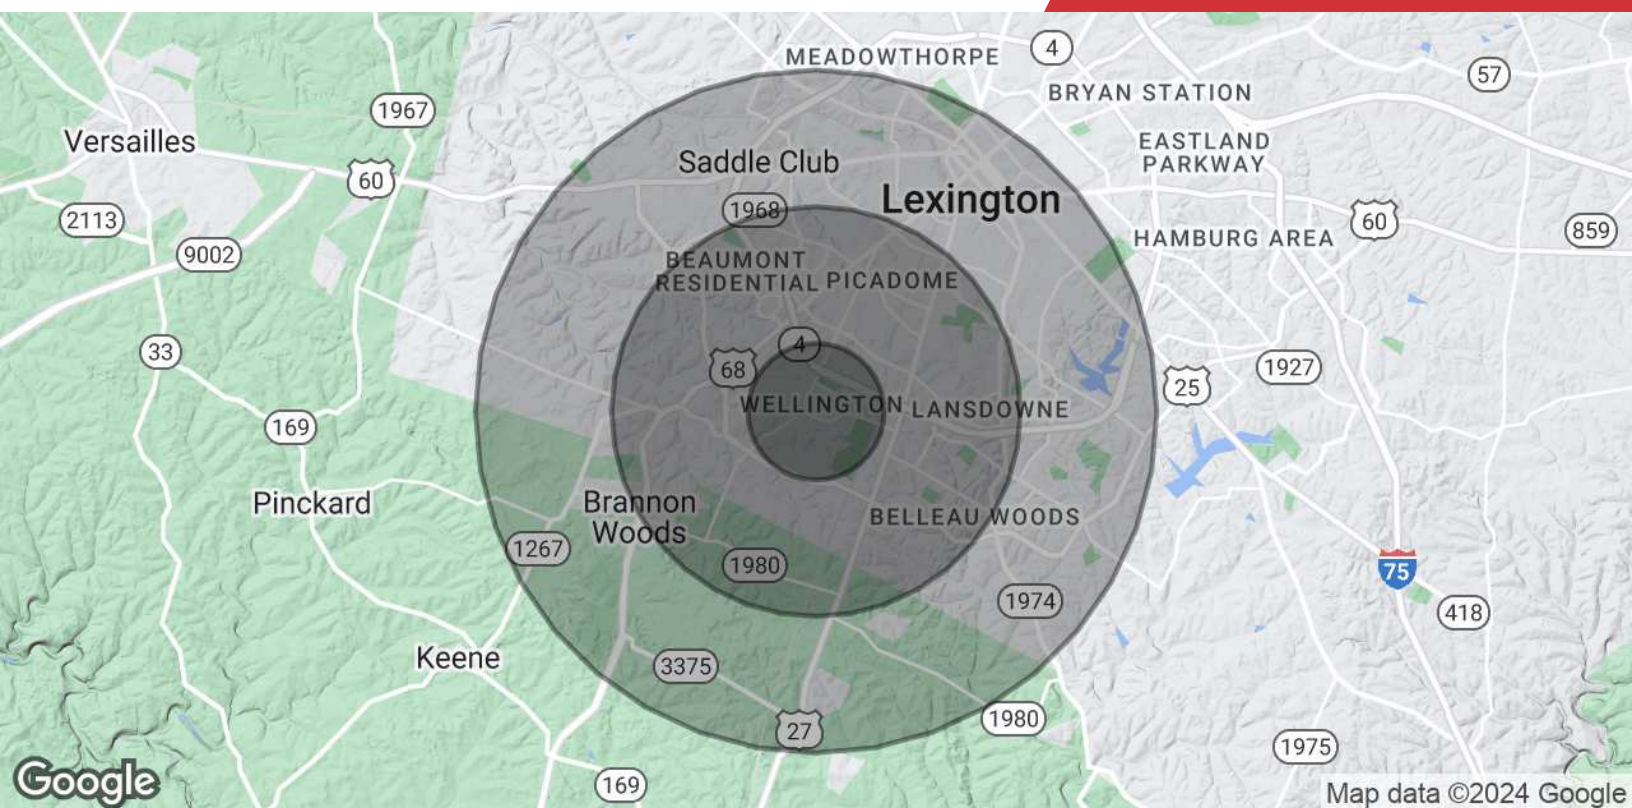 MEADOWTHORPE
4
57
BRYAN STATION
1967
Versailles
EASTLAND
PARKWAY
Saddle Club
60
Lexington
1968
2113
60
859
HAMBURG AREA
9002
BEAUMONT
RESIDENTIAL
PICADOME
33
4
68
1927
25
WELLINGTON
LANSDOWNE
169
Pinckard
Brannon
Woods
BELLEAU WOODS
1267
1980
75
1974
418
Keene
3375
1980
27
1975
169
Google
Map data ©2024 Google